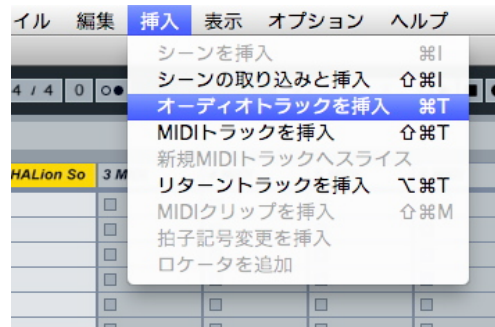 イル 編集 挿入 表示 オプション ヘルプ
シーンを挿入 ⌘I
シーンの取り込みと挿入 ⇧⌘I
4 / 4 0
オーディオトラックを挿入 ⌘T
MIDIトラックを挿入 ⇧⌘T
新規MIDIトラックへスライス
HALion So 3 M
リターントラックを挿入 ⌥⌘T
MIDIクリップを挿入 ⇧⌘M
拍子記号変更を挿入
ロケータを追加